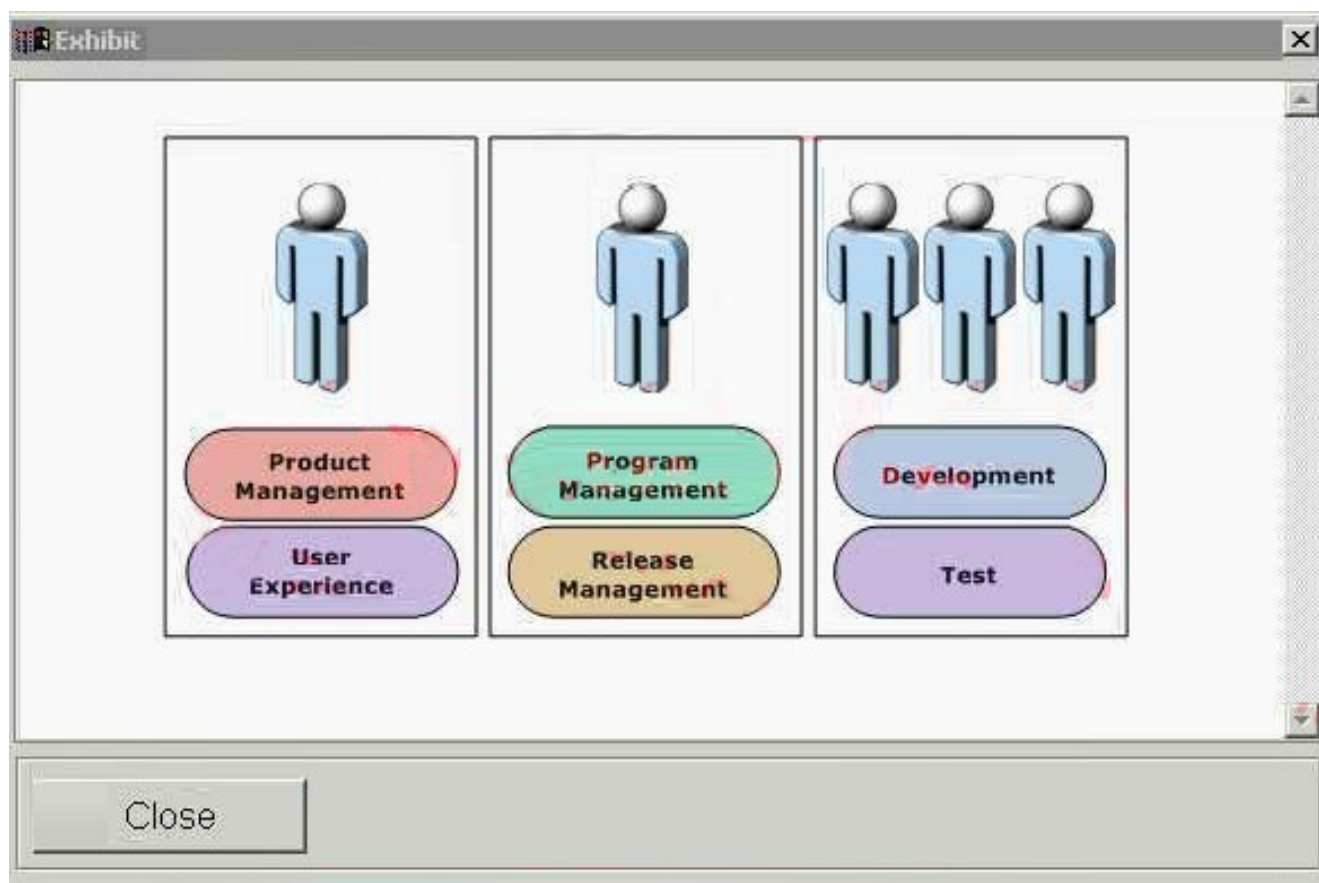 Exhibit
Product
Management
User
Experience
Program
Management
Release
Management
Development
Test
Close